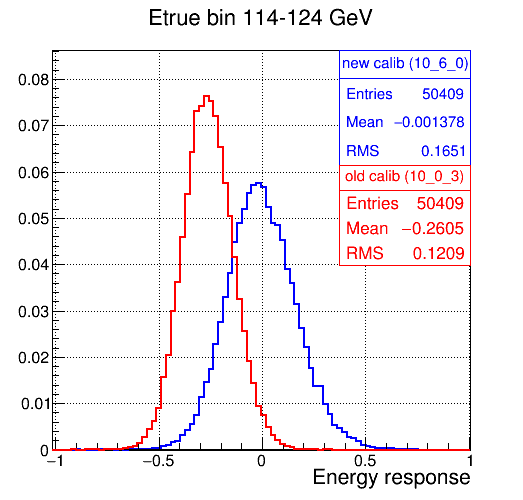 Etrue bin 114-124 GeV
new calib (10_6_0)
Entries 50409
Mean −0.001378
RMS 0.1651
old calib (10_0_3)
Entries 50409
Mean −0.2605
RMS 0.1209
0.08
0.07
0.06
0.05
0.04
0.03
0.02
0.01
0
−1 −0.5 0 0.5 1
Energy response